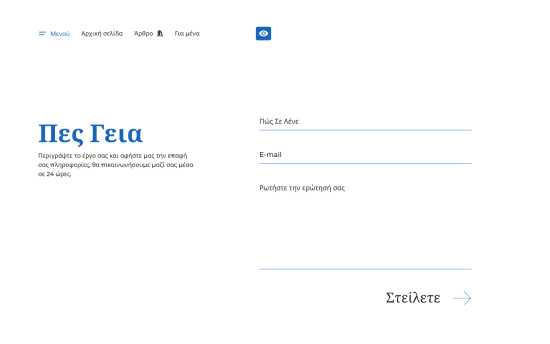 Μενού Αρχική σελίδα Άρθρο Για μένα
Πες Γεια
Περιγράψτε το έργο σας και αφήστε μας την επαφή
σας πληροφορίες, θα πικοινωνήσουμε μαζί σας μέσα
σε 24 ώρες.
Πώς Σε Λένε
E-mail
Ρωτήστε την ερώτησή σας
Στείλετε